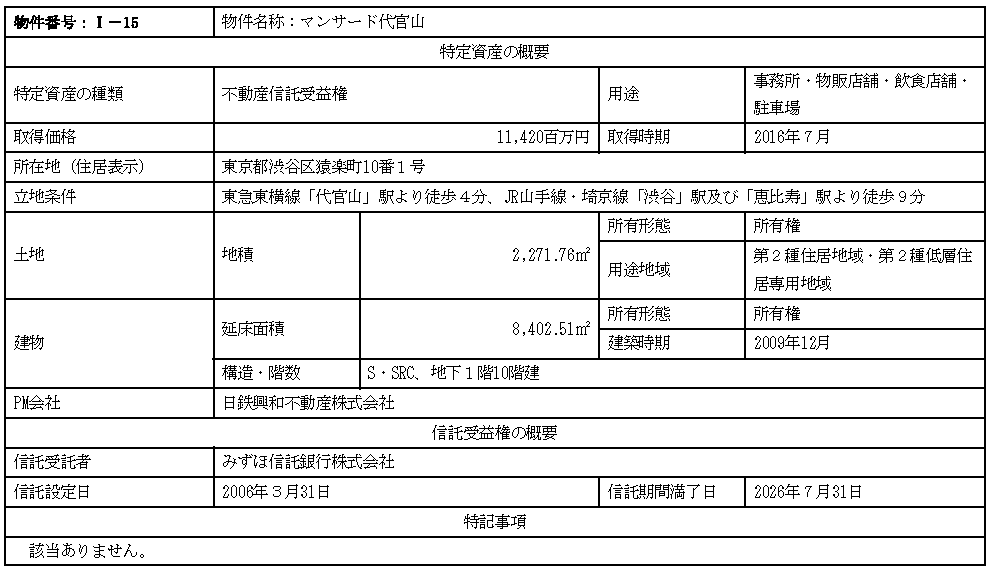 物件番号：Ⅰ－15 物件名称：マンサード代官山
特定資産の概要
特定資産の種類 不動産信託受益権 用途 事務所・物販店舗・飲食店舗・
駐車場
取得価格 11,420百万円 取得時期 2016年７月
所在地（住居表示） 東京都渋谷区猿楽町10番１号
立地条件 東急東横線「代官山」駅より徒歩４分、JR山手線・埼京線「渋谷」駅及び「恵比寿」駅より徒歩９分
土地 地積 2,271.76㎡ 所有形態 所有権
用途地域 第２種住居地域・第２種低層住
居専用地域
建物 延床面積 8,402.51㎡ 所有形態 所有権
建築時期 2009年12月
構造・階数 S・SRC、地下１階10階建
PM会社 日鉄興和不動産株式会社
信託受益権の概要
信託受託者 みずほ信託銀行株式会社
信託設定日 2006年３月31日 信託期間満了日 2026年７月31日
特記事項
該当ありません。